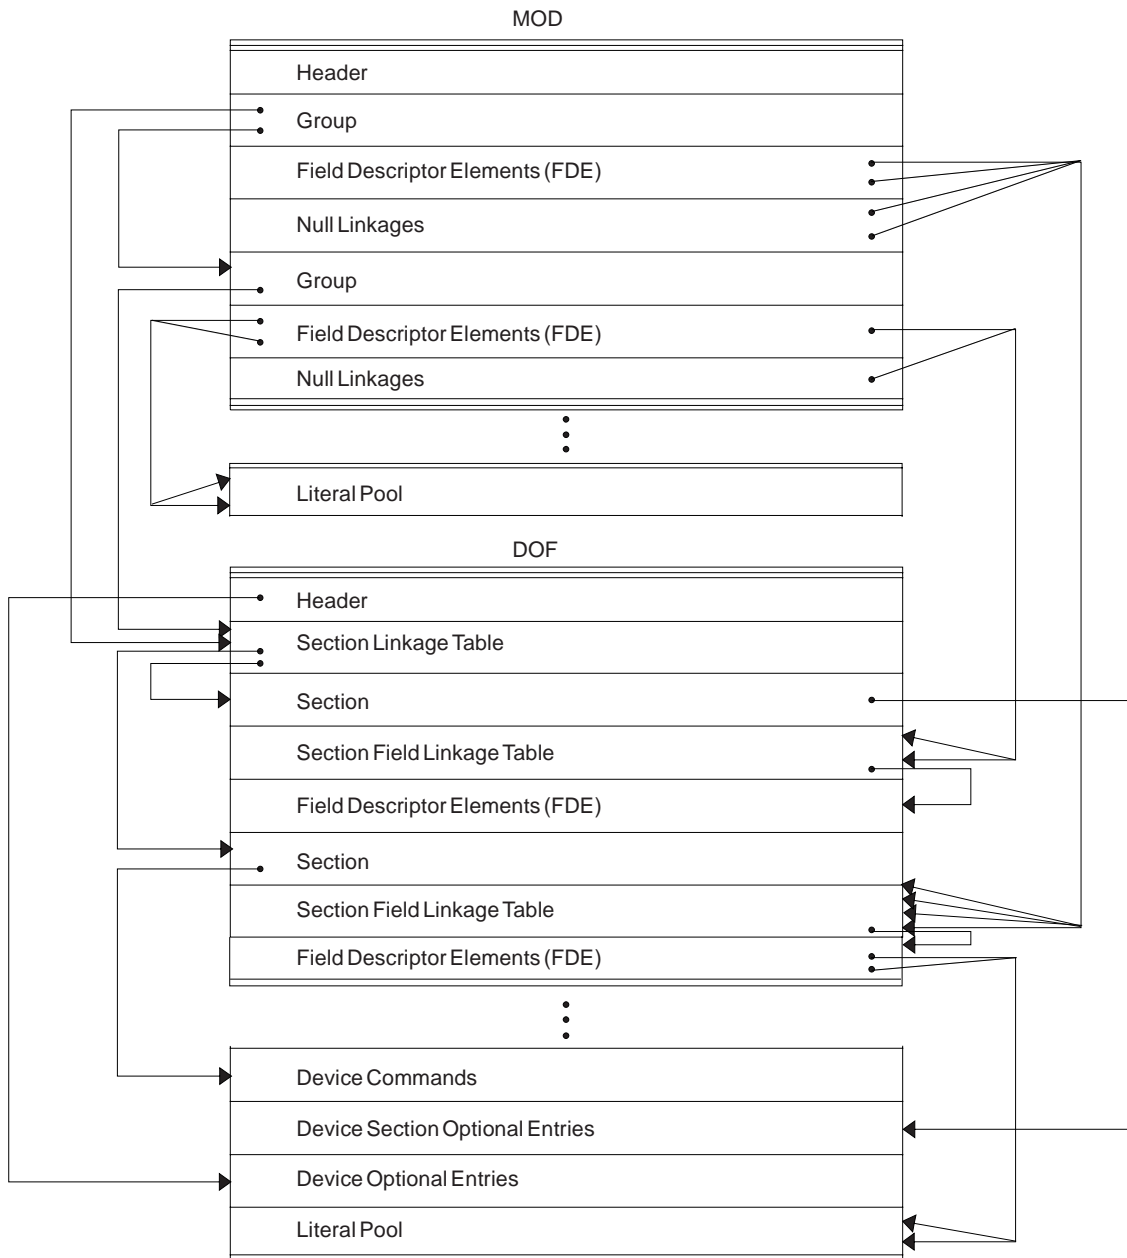 MOD
Header
Group
Field Descriptor Elements (FDE)
Null Linkages
Group
Field Descriptor Elements (FDE)
Null Linkages
Literal Pool
DOF
Header
Section Linkage Table
Section
Section Field Linkage Table
Field Descriptor Elements (FDE)
Section
Section Field Linkage Table
Field Descriptor Elements (FDE)
Device Commands
Device Section Optional Entries
Device Optional Entries
Literal Pool